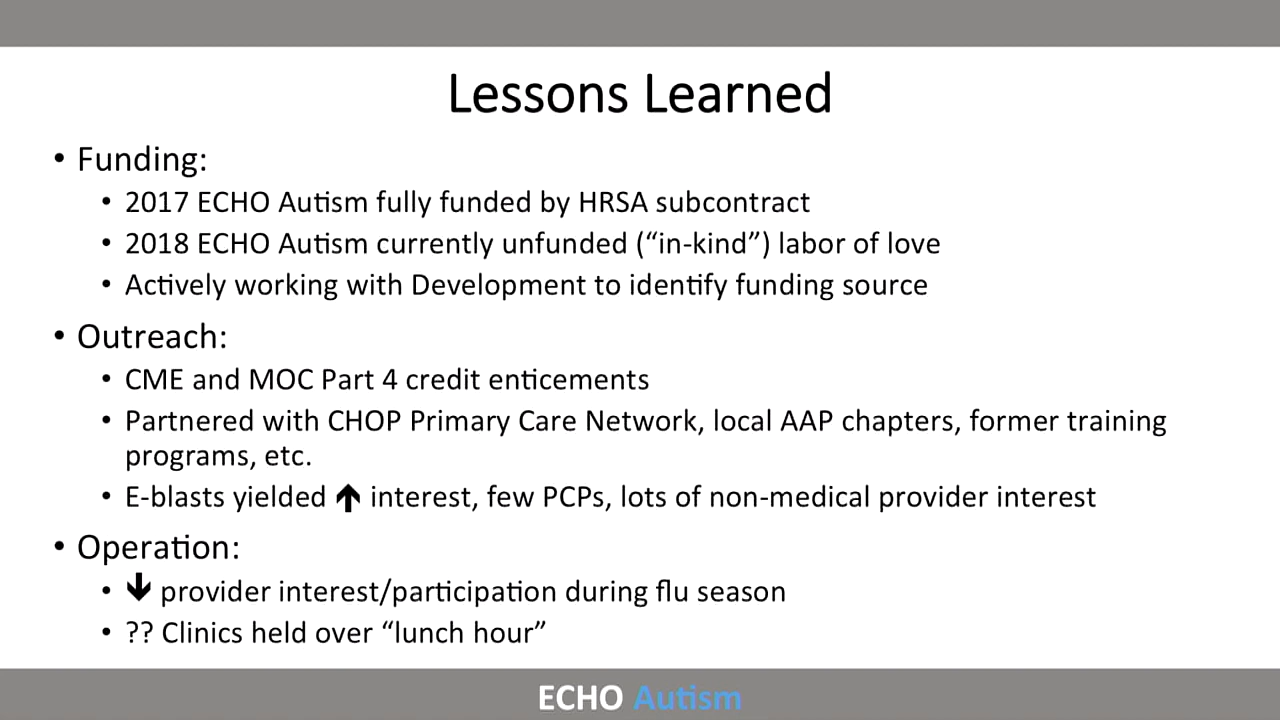 Lessons Learned
• Funding:
• 2017 ECHO Autism fully funded by HRSA subcontract
• 2018 ECHO Autism currently unfunded (“in-kind”) labor of love
• Actively working with Development to identify funding source
• Outreach:
• CME and MOC Part 4 credit enticements
• Partnered with CHOP Primary Care Network, local AAP chapters, former training
programs, etc.
• E-blasts yielded 🡹 interest, few PCPs, lots of non-medical provider interest
• Operation:
• 🡻 provider interest/participation during flu season
• ?? Clinics held over “lunch hour”
ECHO Autism